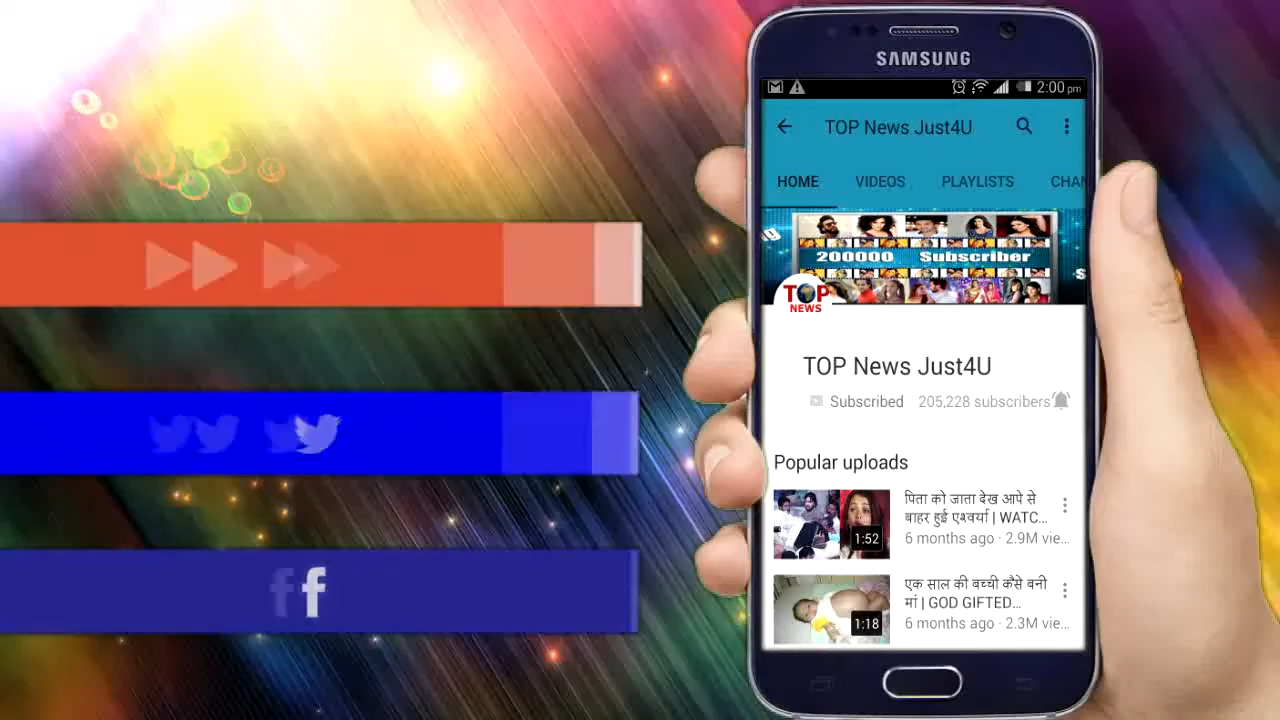 SAMSUNG
2:00 pm
TOP News Just4U
HOME VIDEOS PLAYLISTS CHAN
200000 Subscriber
TOP
NEWS
TOP News Just4U
Subscribed 205,228 subscribers
Popular uploads
पिता को जाता देख आपे से
बाहर हुई एश्वर्या | WATC...
6 months ago · 2.9M vie...
1:52
एक साल की बच्ची कैसे बनी
मां | GOD GIFTED...
6 months ago · 2.3M vie...
1:18